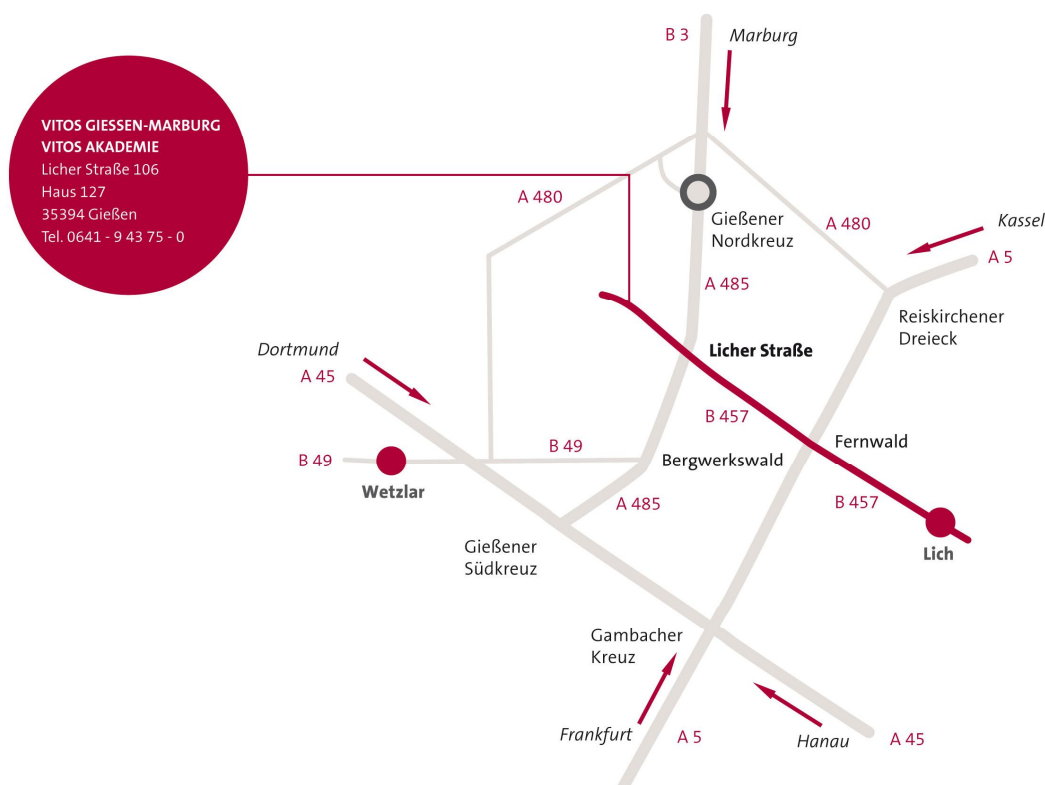 B 3
Marburg
VITOS GIESSEN-MARBURG
VITOS AKADEMIE
Licher Straße 106
Haus 127
35394 Gießen
Tel. 0641 - 9 43 75 - 0
A 480
Gießener
Nordkreuz
A 480
Kassel
A 5
A 485
Reiskirchener
Dreieck
Dortmund
A 45
Licher Straße
B 457
Fernwald
B 49
Wetzlar
B 49
Bergwerkswald
A 485
B 457
Lich
Gießener
Südkreuz
Gambacher
Kreuz
Frankfurt
A 5
Hanau
A 45